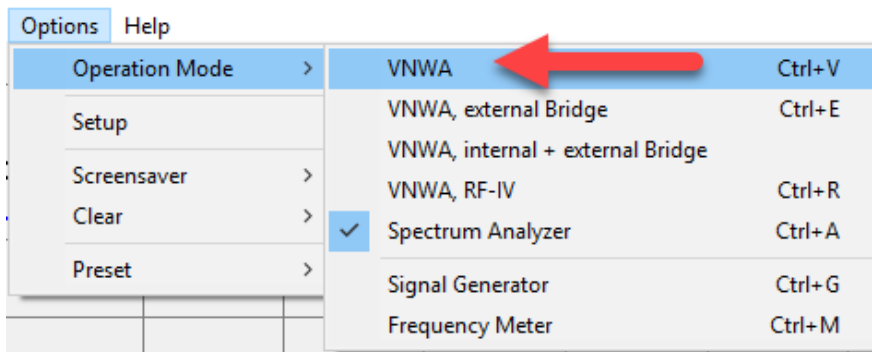 Options Help
Operation Mode
Setup
Screensaver
Clear
Preset
VNWA Ctrl+V
VNWA, external Bridge Ctrl+E
VNWA, internal + external Bridge
VNWA, RF-IV Ctrl+R
Spectrum Analyzer Ctrl+A
Signal Generator Ctrl+G
Frequency Meter Ctrl+M